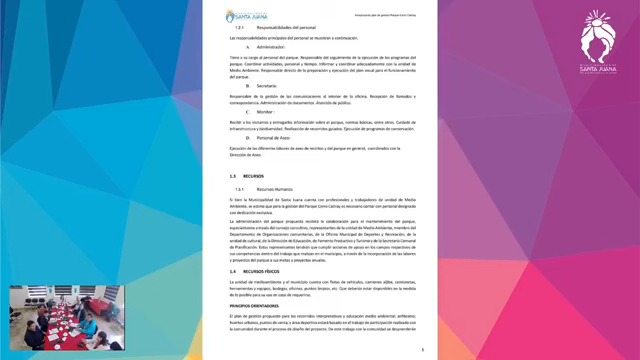 SANTA JUANA
Actualización plan de gestión Parque Cerro Calvay
1.2.1 Responsabilidades del personal
Las responsabilidades principales del personal se muestran a continuación.
A. Administrador:
Tiene a su cargo al personal del parque. Responsable del seguimiento de la ejecución de los programas del
parque. Coordinar actividades, personal y tiempo. Informar y coordinar adecuadamente con la unidad de
Medio Ambiente. Responsable directo de la preparación y ejecución del plan anual para el funcionamiento
del parque.
B. Secretaria:
Responsable de la gestión de las comunicaciones al interior de la oficina. Recepción de llamados y
correspondencia. Administración de documentos. Atención de público.
C. Monitor:
Recibir a los visitantes y entregarles información sobre el parque, normas básicas, entre otros. Cuidado de
infraestructura y biodiversidad. Realización de recorridos guiados. Ejecución de programas de conservación.
D. Personal de Aseo:
Ejecución de las diferentes labores de aseo de recintos y del parque en general, coordinados con la
Dirección de Aseo.
1.3 RECURSOS
1.3.1 Recursos Humanos
Si bien la Municipalidad de Santa Juana cuenta con profesionales y trabajadores de unidad de Medio
Ambiente, se estima que para la gestión del Parque Cerro Calvay es necesario contar con personal designado
con dedicación exclusiva.
La administración del parque propuesta recibirá la colaboración para el mantenimiento del parque,
especialmente a través del consejo consultivo, representantes de la unidad de Medio Ambiente, miembros del
Departamento de Organizaciones comunitarias, de la Oficina Municipal de Deportes y Recreación, de la
unidad de cultura, de la Dirección de Educación, de Fomento Productivo y Turismo y de la Secretaría Comunal
de Planificación. Estos representantes tendrán que cumplir acciones de apoyo en los campos respectivos de
sus competencias dentro del trabajo que realizan en el municipio, a través de la incorporación de las labores
y proyectos del parque a sus metas y proyectos anuales.
1.4 RECURSOS FÍSICOS
La unidad de medioambiente y el municipio cuenta con flotas de vehículos, camiones aljibe, camionetas,
herramientas y equipos, bodegas, oficinas, puntos limpios, etc. Que deberán estar disponibles en la medida
de lo posible para su uso en caso de requerirse.
PRINCIPIOS ORIENTADORES
El plan de gestión propuesto para los recorridos interpretativos y educación medio ambiental; anfiteatro;
huertos urbanos, puntos de venta; y área deportiva estará basado en el trabajo de participación realizado con
la comunidad durante el proceso de diseño del proyecto. De este trabajo con la comunidad se desprenderán
SANTA JUANA